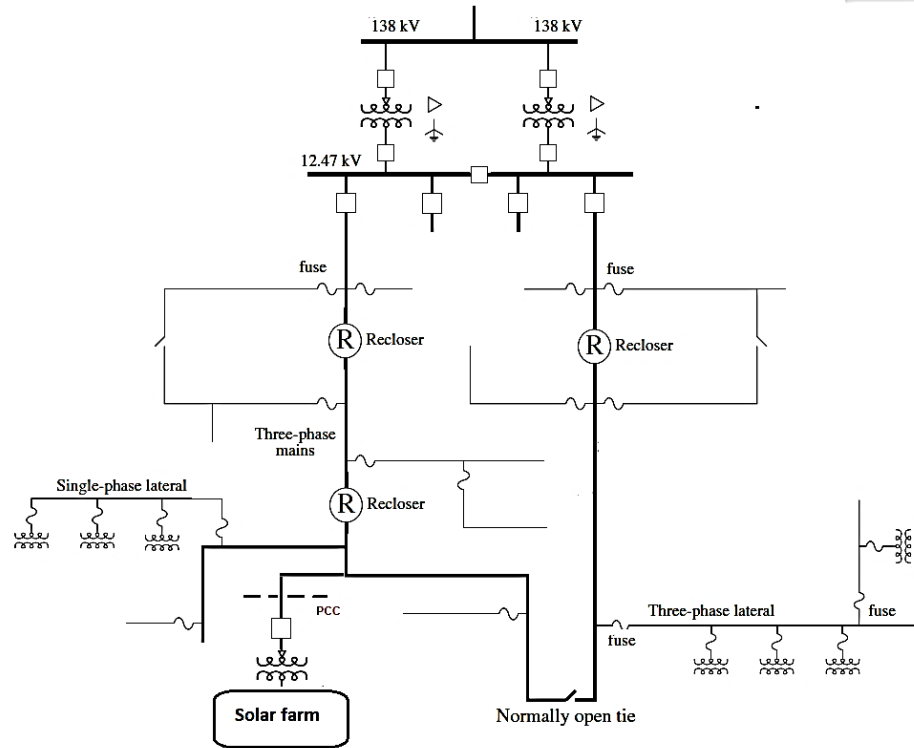 138 kV
138 kV
12.47 kV
fuse
fuse
R
Recloser
R
Recloser
Three-phase
mains
Single-phase lateral
R
Recloser
PCC
Three-phase lateral
fuse
fuse
Solar farm
Normally open tie